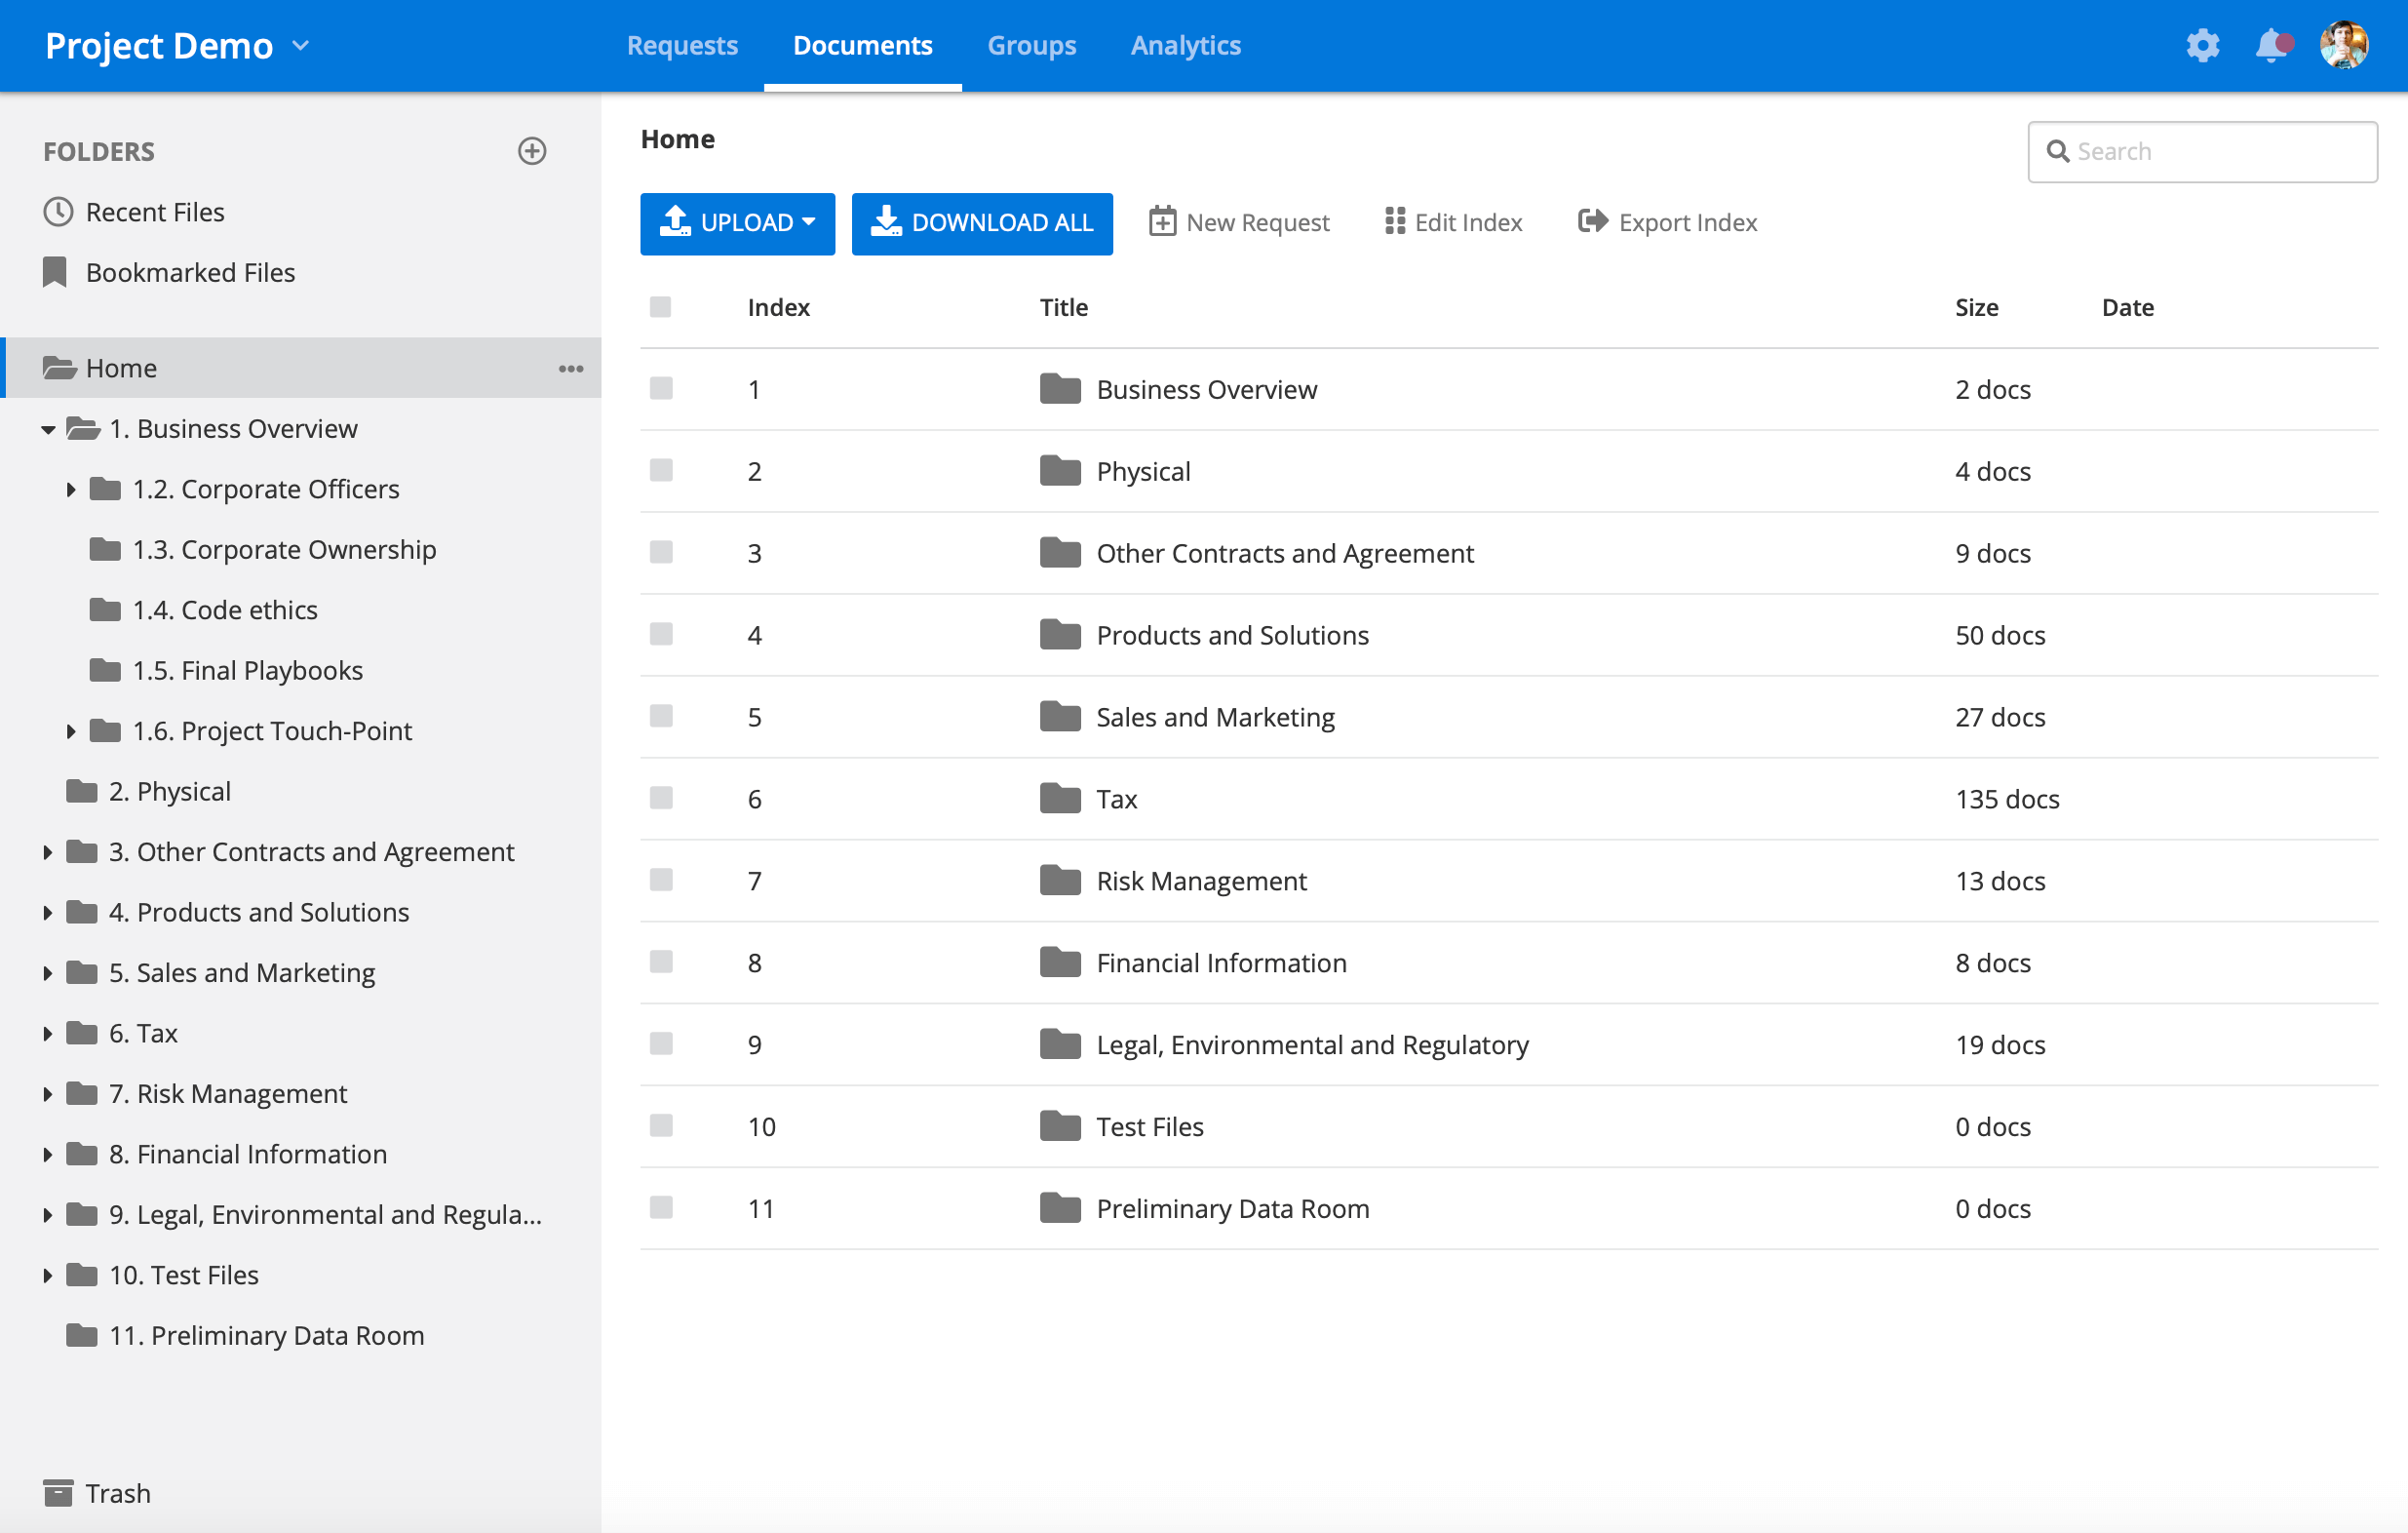 Project Demo
Requests Documents Groups Analytics
FOLDERS
Recent Files
Bookmarked Files
Home
1. Business Overview
1.2. Corporate Officers
1.3. Corporate Ownership
1.4. Code ethics
1.5. Final Playbooks
1.6. Project Touch-Point
2. Physical
3. Other Contracts and Agreement
4. Products and Solutions
5. Sales and Marketing
6. Tax
7. Risk Management
8. Financial Information
9. Legal, Environmental and Regula...
10. Test Files
11. Preliminary Data Room
Trash
Home
Search
UPLOAD DOWNLOAD ALL New Request Edit Index Export Index
Index Title Size Date
1 Business Overview 2 docs
2 Physical 4 docs
3 Other Contracts and Agreement 9 docs
4 Products and Solutions 50 docs
5 Sales and Marketing 27 docs
6 Tax 135 docs
7 Risk Management 13 docs
8 Financial Information 8 docs
9 Legal, Environmental and Regulatory 19 docs
10 Test Files 0 docs
11 Preliminary Data Room 0 docs